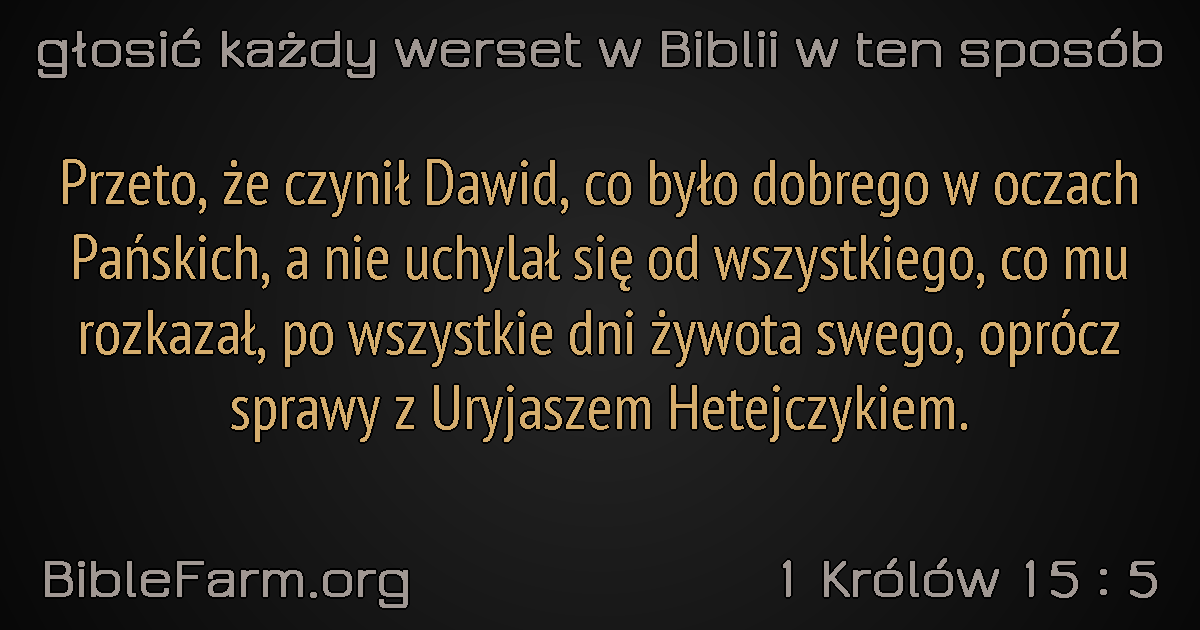 głosić każdy werset w Biblii w ten sposób
Przeto, że czynił Dawid, co było dobrego w oczach
Pańskich, a nie uchylał się od wszystkiego, co mu
rozkazał, po wszystkie dni żywota swego, oprócz
sprawy z Uryjaszem Hetejczykiem.
BibleFarm.org
1 Królów 15 : 5